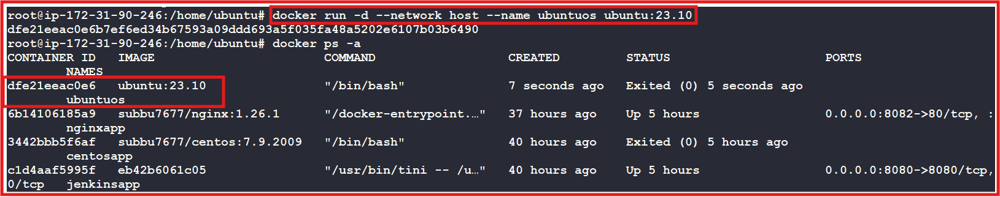 root@ip-172-31-90-246:/home/ubuntu# docker run -d --network host --name ubuntuos ubuntu:23.10
dfe21eeac0e6b7ef6ed34b67593a09ddd693a5f035fa48a5202e6107b03b6490
root@ip-172-31-90-246:/home/ubuntu# docker ps -a
CONTAINER ID   IMAGE                       COMMAND                  CREATED         STATUS                     PORTS
        NAMES
dfe21eeac0e6   ubuntu:23.10                "/bin/bash"              7 seconds ago   Exited (0) 5 seconds ago
        ubuntuos
6b14106185a9   subbu7677/nginx:1.26.1      "/docker-entrypoint.…"   37 hours ago    Up 5 hours                 0.0.0.0:8082->80/tcp, :
        nginxapp
3442bbb5f6af   subbu7677/centos:7.9.2009   "/bin/bash"              40 hours ago    Exited (0) 5 hours ago
        centosapp
c1d4aaf5995f   eb42b6061c05                "/usr/bin/tini -- /u…"   40 hours ago    Up 5 hours                 0.0.0.0:8080->8080/tcp,
0/tcp   jenkinsapp